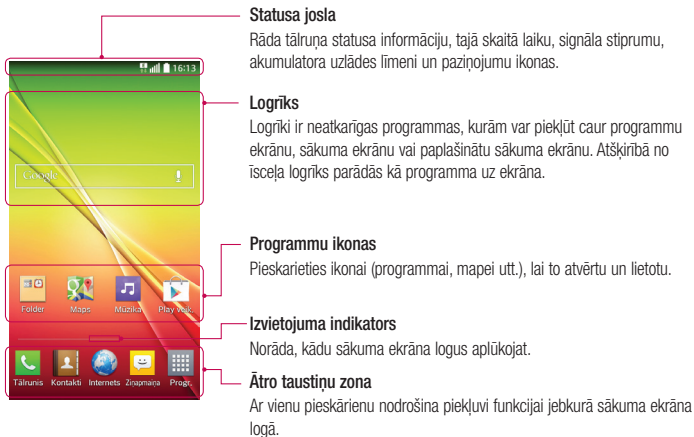 Statusa josla
Rāda tālruņa statusa informāciju, tajā skaitā laiku, signāla stiprumu,
akumulatora uzlādes līmeni un paziņojumu ikonas.
16:13
Logrīks
Logrīki ir neatkarīgas programmas, kurām var piekļūt caur programmu
ekrānu, sākuma ekrānu vai paplašinātu sākuma ekrānu. Atšķirībā no
īsceļa logrīks parādās kā programma uz ekrāna.
Google
Programmu ikonas
Pieskarieties ikonai (programmai, mapei utt.), lai to atvērtu un lietotu.
Folder Maps Mūzika Play veik.
Izvietojuma indikators
Norāda, kādu sākuma ekrāna logus aplūkojat.
Tālrunis Kontakti Internets Ziņapmaiņa Progr.
Ātro taustiņu zona
Ar vienu pieskārienu nodrošina piekļuvi funkcijai jebkurā sākuma ekrāna
logā.